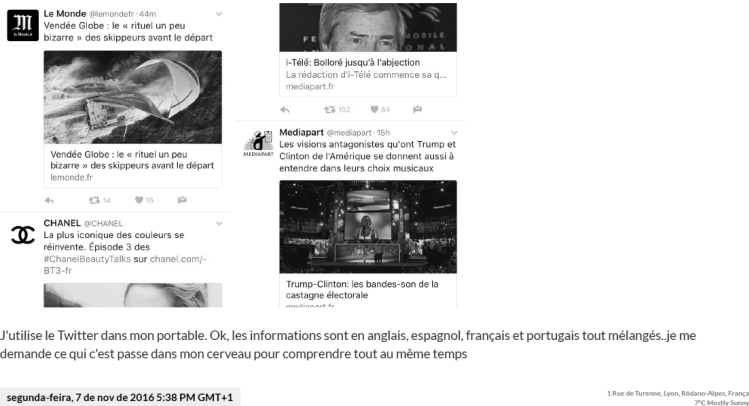 Le Monde @lemondefr · 44m
Vendée Globe : le « rituel un peu
bizarre » des skippeurs avant le départ
Vendée Globe : le « rituel un peu
bizarre » des skippeurs avant le départ
lemonde.fr
14 16
CHANEL @CHANEL
La plus iconique des couleurs se
réinvente. Épisode 3 des
#ChanelBeautyTalks sur chanel.com/-
BT3-fr
i-Télé: Bolloré jusqu'à l'abjection
La rédaction d'i-Télé commence sa q...
mediapart.fr
102 84
MEDIAPART
Mediapart @mediapart · 15h
Les visions antagonistes qu'ont Trump et
Clinton de l'Amérique se donnent aussi à
entendre dans leurs choix musicaux
Trump-Clinton: les bandes-son de la
castagne électorale
mediapart.fr
J'utilise le Twitter dans mon portable. Ok, les informations sont en anglais, espagnol, français et portugais tout mélangés..je me
demande ce qui c'est passe dans mon cerveau pour comprendre tout au même temps
segunda-feira, 7 de nov de 2016 5:38 PM GMT+1
1 Rue de Turenne, Lyon, Ródano-Alpes, França
7°C Mostly Sunny